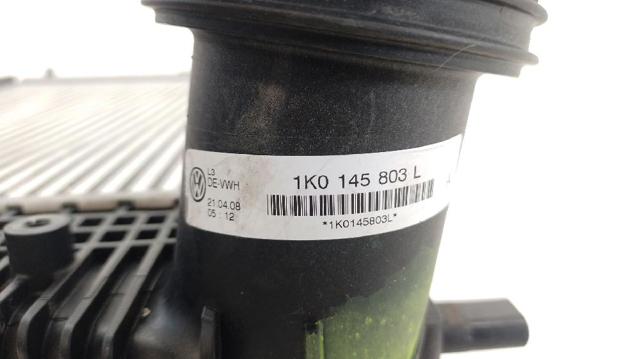 L3
DE-VWH
21.04.08
05:12
1K0 145 803 L
*1K0145803L*